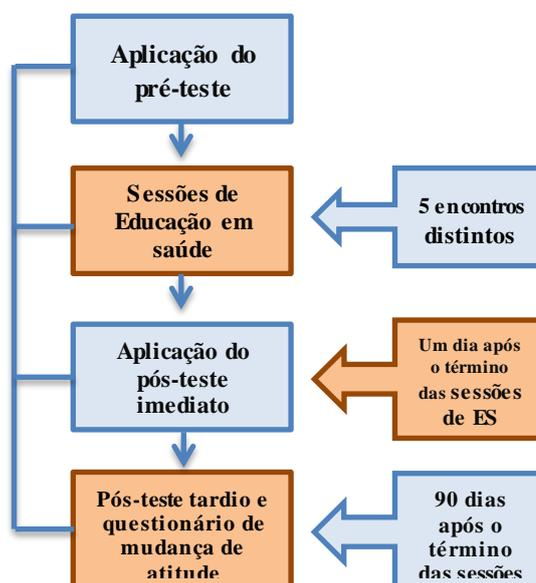 Aplicação do
pré-teste
Sessões de
Educação em
saúde
5 encontros
distintos
Aplicação do
pós-teste
imediato
Um dia após
o término
das sessões
de ES
Pós-teste tardio e
questionário de
mudança de
atitude
90 dias
após o
término
das sessões